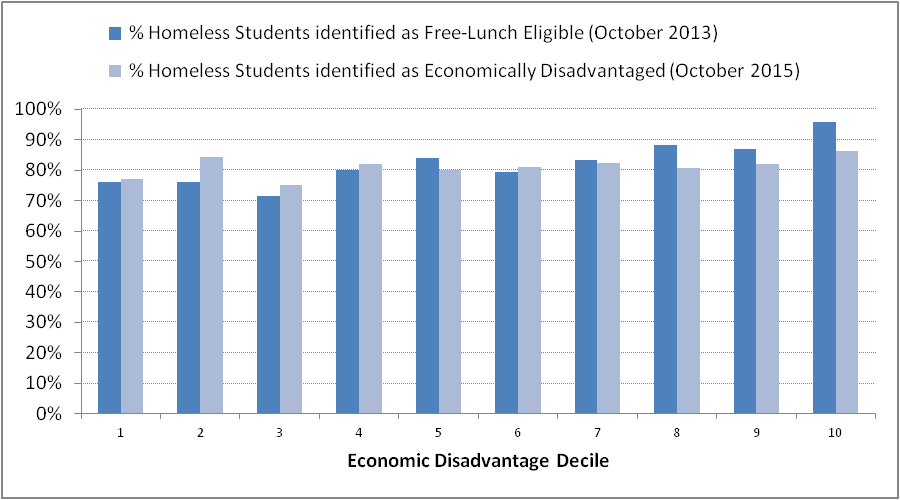 % Homeless Students identified as Free-Lunch Eligible (October 2013)
% Homeless Students identified as Economically Disadvantaged (October 2015)
100%
90%
80%
70%
60%
50%
40%
30%
20%
10%
0%
1 2 3 4 5 6 7 8 9 10
Economic Disadvantage Decile